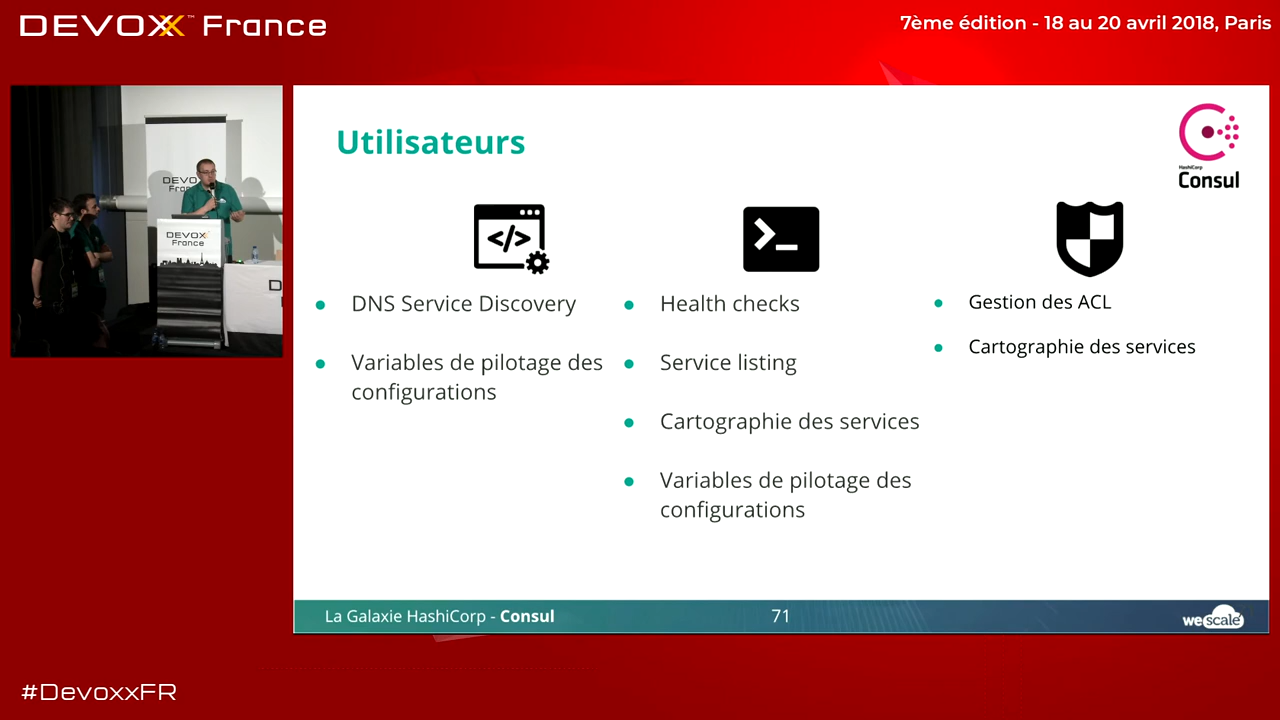 DEVOXX™ France
7ème édition - 18 au 20 avril 2018, Paris
DEVOXX
France
DEVOXX
France
Utilisateurs
HashiCorp
Consul
</>
DNS Service Discovery
Variables de pilotage des
configurations
Health checks
Service listing
Cartographie des services
Variables de pilotage des
configurations
Gestion des ACL
Cartographie des services
La Galaxie HashiCorp - Consul
71
wescale
#DevoxxFR